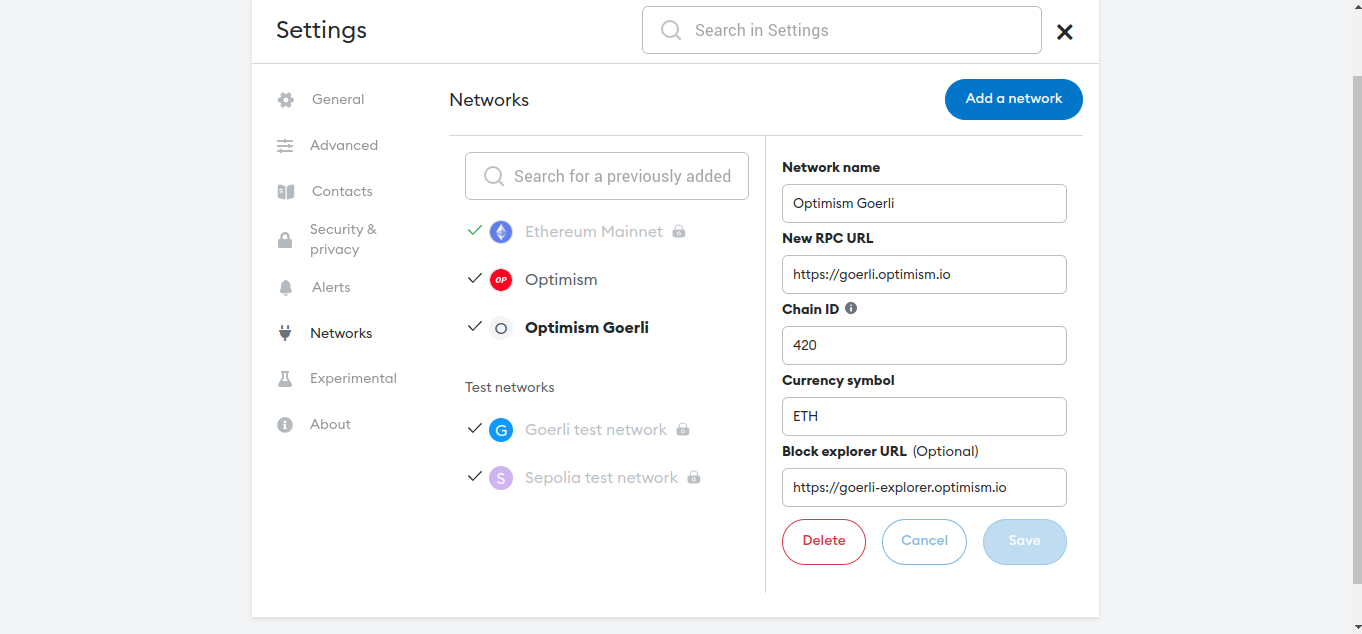 Settings
Search in Settings
General
Advanced
Contacts
Security &
privacy
Alerts
Networks
Experimental
About
Networks
Add a network
Search for a previously added
Ethereum Mainnet
OP
Optimism
O
Optimism Goerli
Test networks
G
Goerli test network
S
Sepolia test network
Network name
Optimism Goerli
New RPC URL
https://goerli.optimism.io
Chain ID
420
Currency symbol
ETH
Block explorer URL (Optional)
https://goerli-explorer.optimism.io
Delete
Cancel
Save